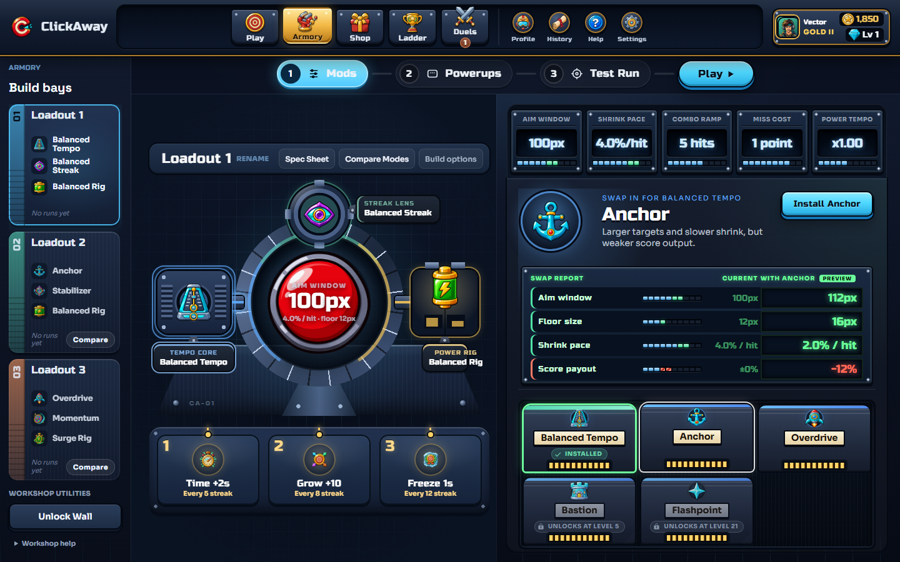 ClickAway
Play
Armory
Shop
Ladder
Duels
1
Profile
History
Help
Settings
Vector
GOLD II
1,850
Lv 1
ARMORY
Build bays
01
Loadout 1
Balanced
Tempo
Balanced
Streak
Balanced Rig
No runs yet
02
Loadout 2
Anchor
Stabilizer
Balanced Rig
No runs
yet
Compare
03
Loadout 3
Overdrive
Momentum
Surge Rig
No runs
yet
Compare
WORKSHOP UTILITIES
Unlock Wall
Workshop help
1 Mods
2 Powerups
3 Test Run
Play
Loadout 1 RENAME
Spec Sheet
Compare Modes
Build options
STREAK LENS
Balanced Streak
AIM WINDOW
100px
4.0% / hit · floor 12px
TEMPO CORE
Balanced Tempo
POWER RIG
Balanced Rig
CA-01
1
Time +2s
Every 5 streak
2
Grow +10
Every 8 streak
3
Freeze 1s
Every 12 streak
AIM WINDOW
100px
SHRINK PACE
4.0%/hit
COMBO RAMP
5 hits
MISS COST
1 point
POWER TEMPO
x1.00
SWAP IN FOR BALANCED TEMPO
Anchor
Larger targets and slower shrink, but
weaker score output.
Install Anchor
SWAP REPORT
CURRENT WITH ANCHOR PREVIEW
Aim window 100px 112px
Floor size 12px 16px
Shrink pace 4.0% / hit 2.0% / hit
Score payout ±0% -12%
Balanced Tempo
INSTALLED
Anchor
Overdrive
Bastion
UNLOCKS AT LEVEL 5
Flashpoint
UNLOCKS AT LEVEL 21